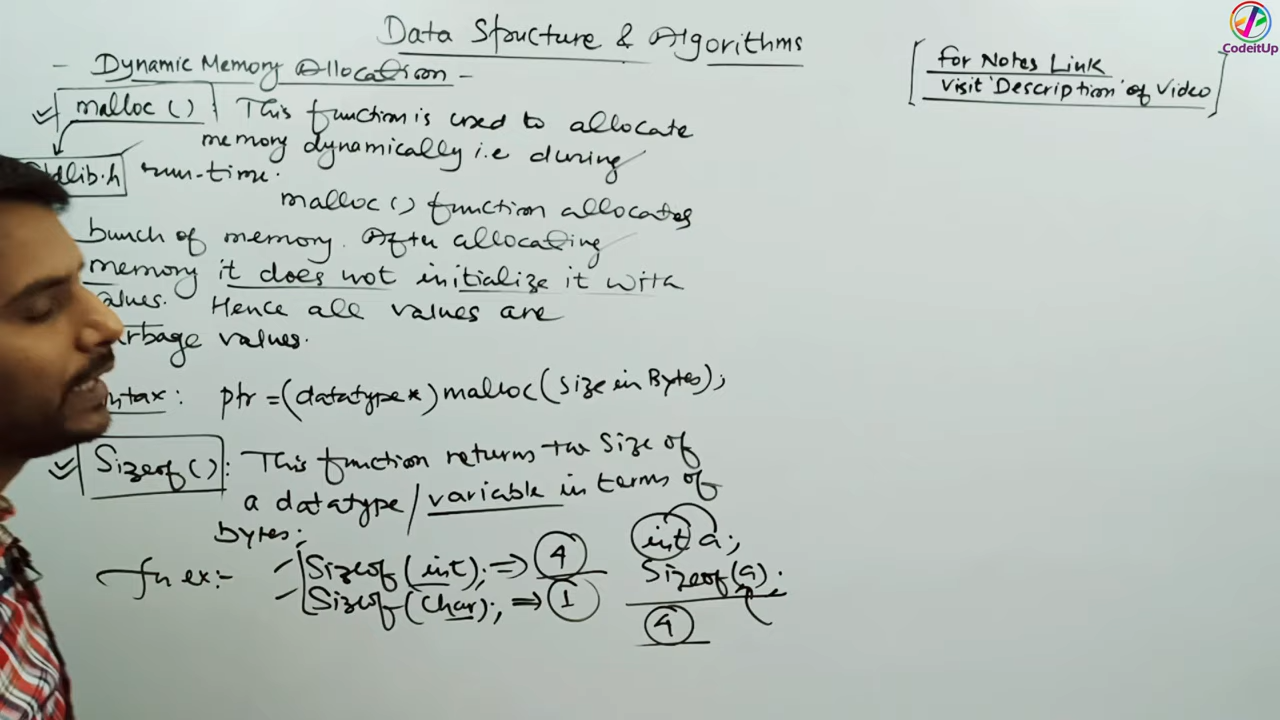 Data Structure & Algorithms
CodeitUp
[For Notes Link
Visit 'Description' of Video]
- Dynamic Memory Allocation -
malloc () : This function is used to allocate
memory dynamically i.e during
run-time.
malloc () function allocates
bunch of memory. After allocating
memory it does not initialize it with
values. Hence all values are
values.
: ptr = (datatype*) malloc (Size in Bytes);
Sizeof () : This function returns the Size of
a datatype / variable in terms of
bytes.
ex:- Sizeof (int); => 4
Sizeof (char); => 1
int a;
Sizeof (a);
4